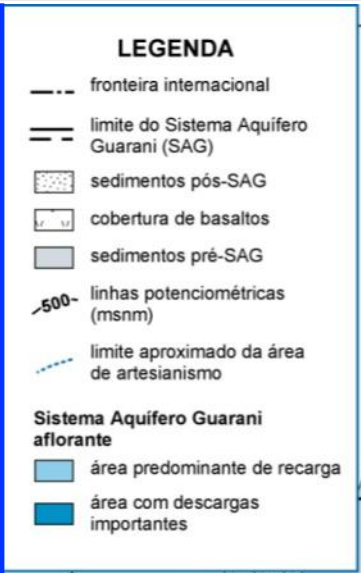 LEGENDA
fronteira internacional
limite do Sistema Aquífero
Guarani (SAG)
sedimentos pós-SAG
cobertura de basaltos
sedimentos pré-SAG
-500- linhas potenciométricas
(msnm)
limite aproximado da área
de artesianismo
Sistema Aquífero Guarani
aflorante
área predominante de recarga
área com descargas
importantes